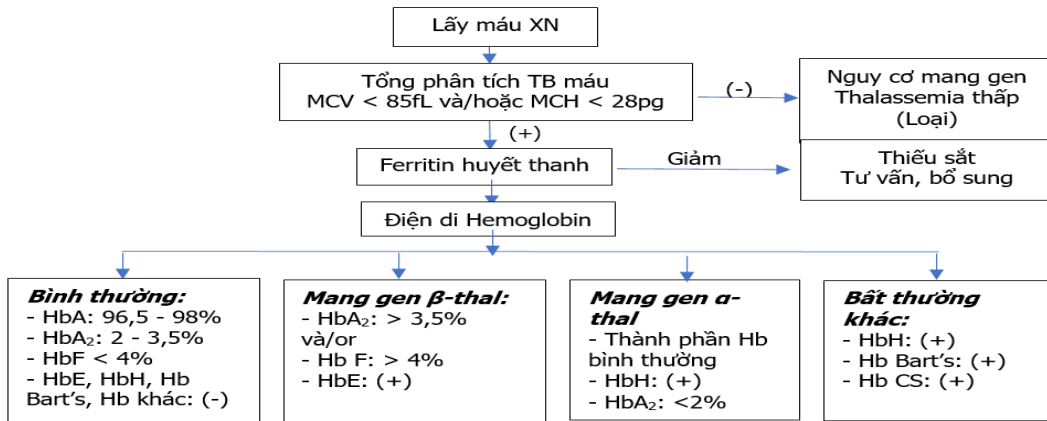 Lấy máu XN
Tổng phân tích TB máu
MCV < 85fL và/hoặc MCH < 28pg
(-)
Nguy cơ mang gen
Thalassemia thấp
(Loại)
(+)
Ferritin huyết thanh
Giảm
Thiếu sắt
Tư vấn, bổ sung
Điện di Hemoglobin
Bình thường:
- HbA: 96,5 - 98%
- HbA₂: 2 - 3,5%
- HbF < 4%
- HbE, HbH, Hb
Bart's, Hb khác: (-)
Mang gen β-thal:
- HbA₂: > 3,5%
và/or
- Hb F: > 4%
- HbE: (+)
Mang gen α-
thal
- Thành phần Hb
bình thường
- HbH: (+)
- HbA₂: <2%
Bất thường
khác:
- HbH: (+)
- Hb Bart's: (+)
- Hb CS: (+)